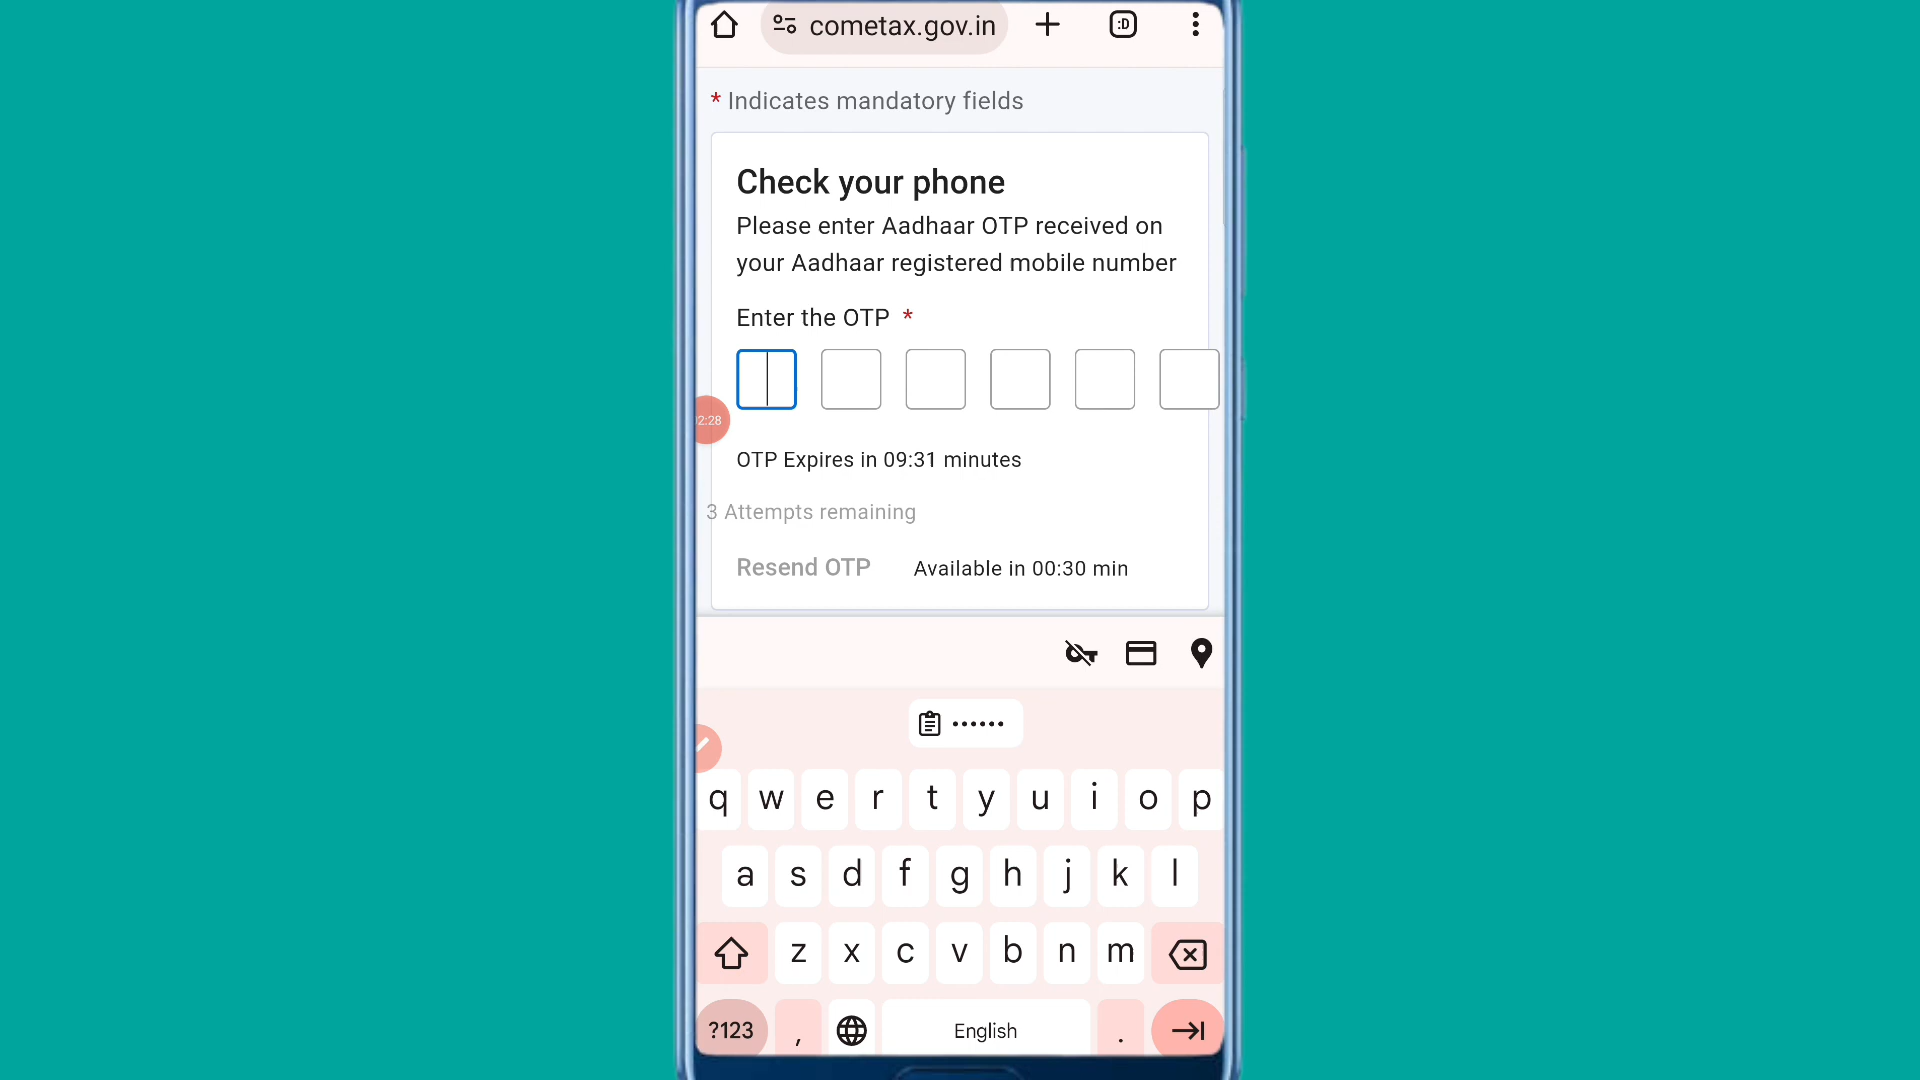 cometax.gov.in
:D
* Indicates mandatory fields
Check your phone
Please enter Aadhaar OTP received on
your Aadhaar registered mobile number
Enter the OTP *
02:28
OTP Expires in 09:31 minutes
3 Attempts remaining
Resend OTP Available in 00:30 min
••••••
q w e r t y u i o p
a s d f g h j k l
z x c v b n m
?123 , English .